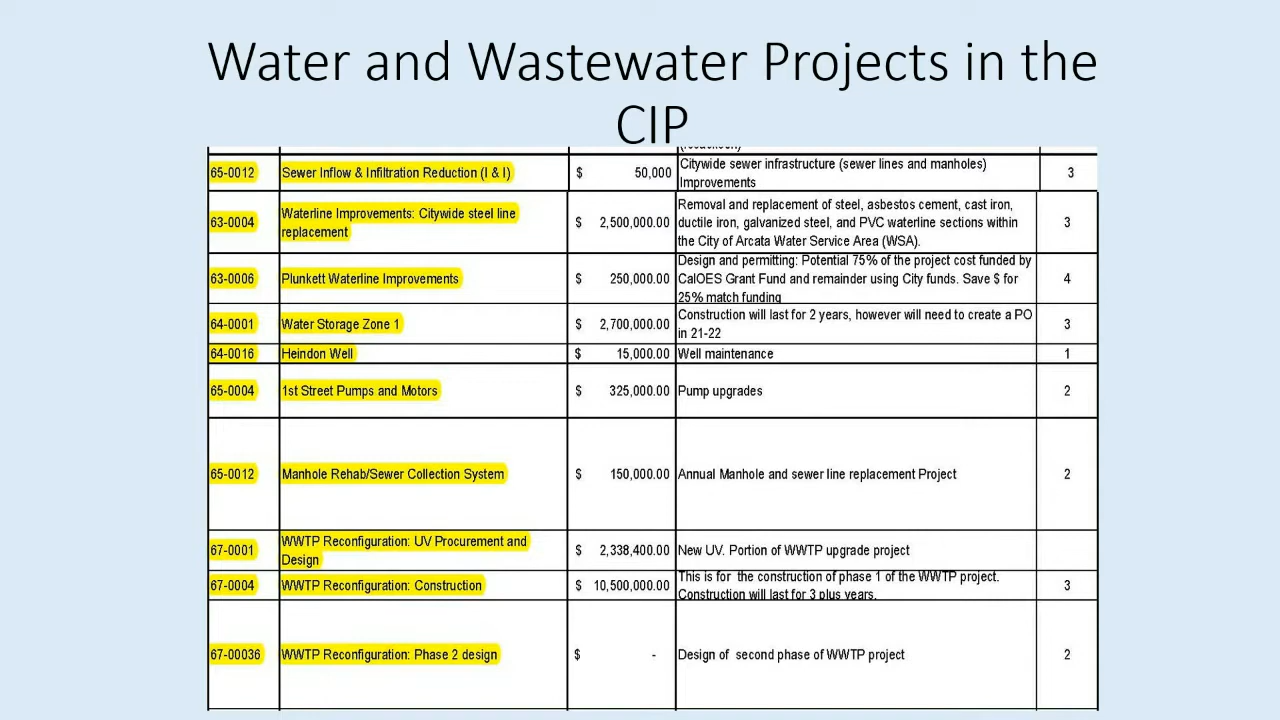 Water and Wastewater Projects in the
CIP
65-0012 Sewer Inflow & Infiltration Reduction (I & I) $ 50,000 Citywide sewer infrastructure (sewer lines and manholes) 3
Improvements
63-0004 Waterline Improvements: Citywide steel line replacement $ 2,500,000.00 Removal and replacement of steel, asbestos cement, cast iron, 3
ductile iron, galvanized steel, and PVC waterline sections within
the City of Arcata Water Service Area (WSA).
63-0006 Plunkett Waterline Improvements $ 250,000.00 Design and permitting: Potential 75% of the project cost funded by 4
CalOES Grant Fund and remainder using City funds. Save $ for
25% match funding
64-0001 Water Storage Zone 1 $ 2,700,000.00 Construction will last for 2 years, however will need to create a PO 3
in 21-22
64-0016 Heindon Well $ 15,000.00 Well maintenance 1
65-0004 1st Street Pumps and Motors $ 325,000.00 Pump upgrades 2
65-0012 Manhole Rehab/Sewer Collection System $ 150,000.00 Annual Manhole and sewer line replacement Project 2
67-0001 WWTP Reconfiguration: UV Procurement and Design $ 2,338,400.00 New UV. Portion of WWTP upgrade project
67-0004 WWTP Reconfiguration: Construction $ 10,500,000.00 This is for the construction of phase 1 of the WWTP project. 3
Construction will last for 3 plus years.
67-00036 WWTP Reconfiguration: Phase 2 design $ - Design of second phase of WWTP project 2